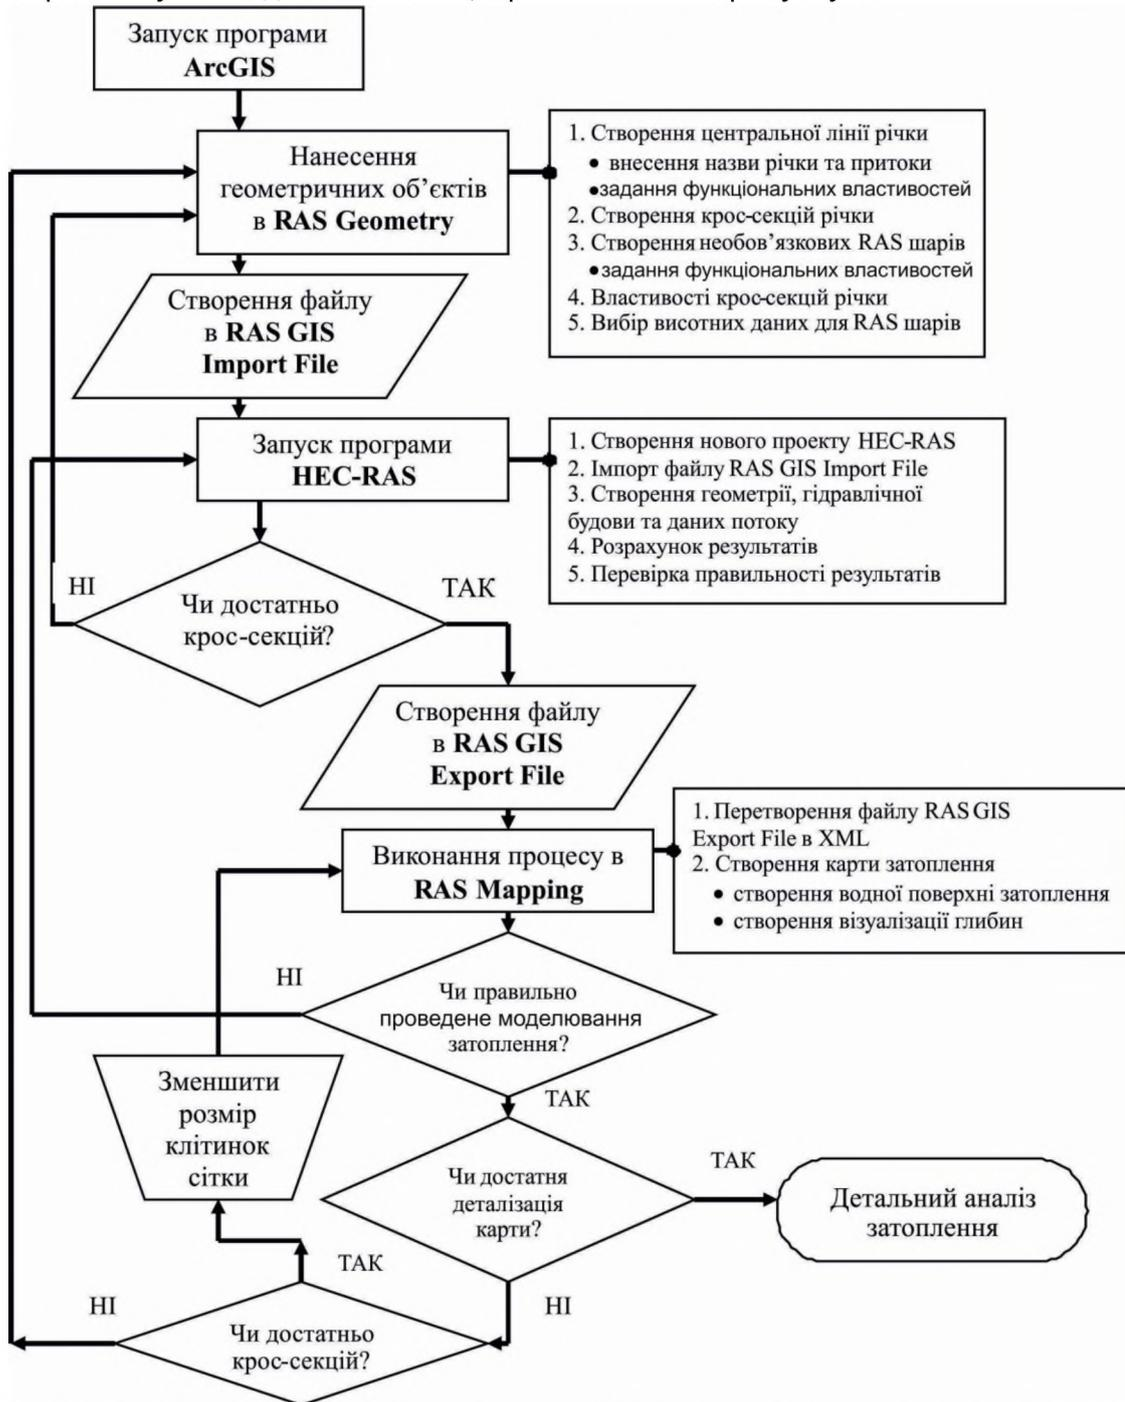 Запуск програми
ArcGIS
Нанесення
геометричних об’єктів
в RAS Geometry
1. Створення центральної лінії річки
• внесення назви річки та притоки
•задання функціональних властивостей
2. Створення крос-секцій річки
3. Створення необов’язкових RAS шарів
•задання функціональних властивостей
4. Властивості крос-секцій річки
5. Вибір висотних даних для RAS шарів
Створення файлу
в RAS GIS
Import File
Запуск програми
HEC-RAS
1. Створення нового проекту HEC-RAS
2. Імпорт файлу RAS GIS Import File
3. Створення геометрії, гідравлічної
будови та даних потоку
4. Розрахунок результатів
5. Перевірка правильності результатів
НІ
ТАК
Чи достатньо
крос-секцій?
Створення файлу
в RAS GIS
Export File
Виконання процесу в
RAS Mapping
1. Перетворення файлу RAS GIS
Export File в XML
2. Створення карти затоплення
• створення водної поверхні затоплення
• створення візуалізації глибин
НІ
Чи правильно
проведене моделювання
затоплення?
ТАК
Зменшити
розмір
клітинок
сітки
Чи достатня
деталізація
карти?
ТАК
Детальний аналіз
затоплення
ТАК
НІ
НІ
Чи достатньо
крос-секцій?